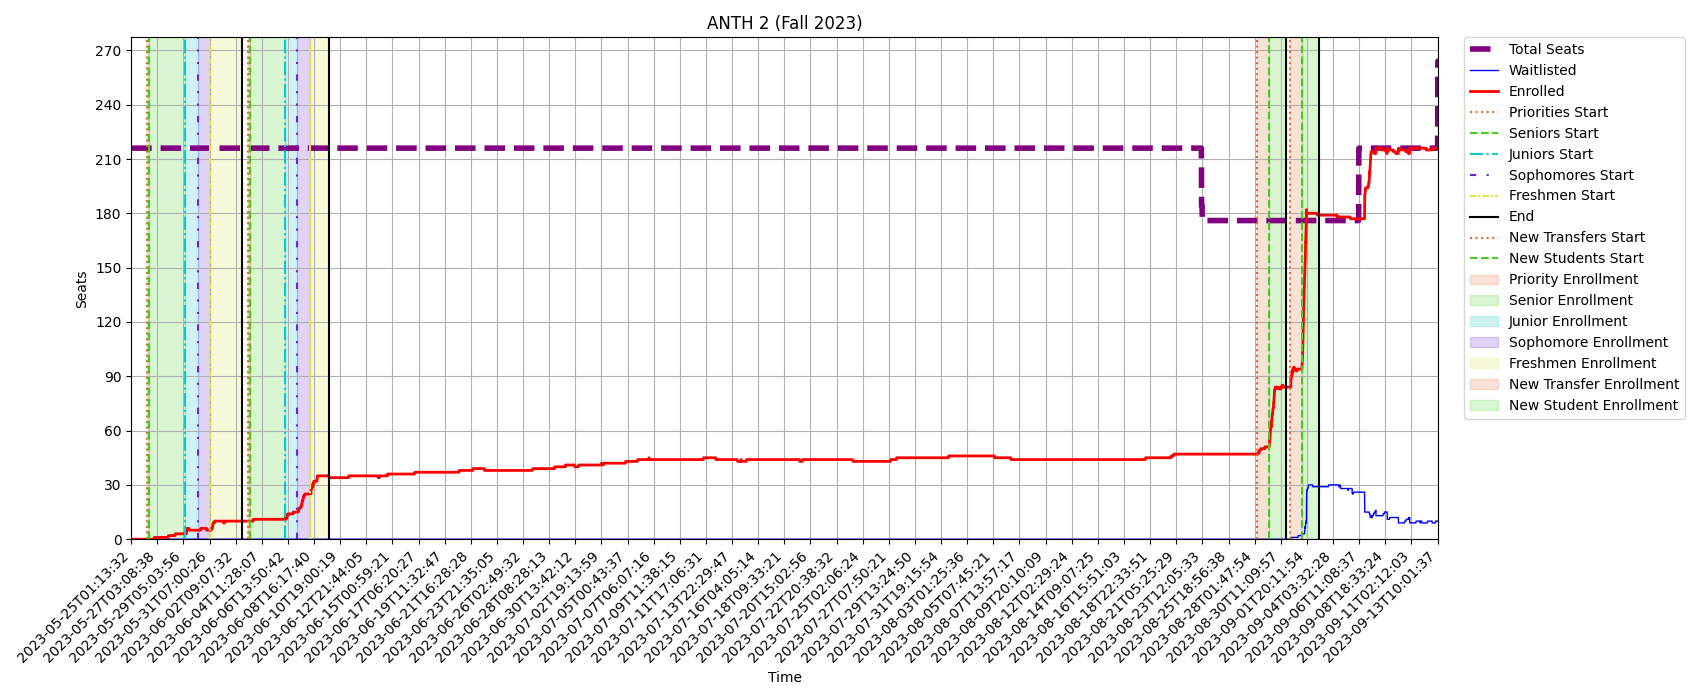 ANTH 2 (Fall 2023)
270
240
210
180
150
120
90
60
30
0
Seats
2023-05-25T01:13:32
2023-05-27T03:08:38
2023-05-29T05:03:56
2023-05-31T07:00:26
2023-06-02T09:07:32
2023-06-04T11:28:07
2023-06-06T13:50:42
2023-06-08T16:17:40
2023-06-10T19:00:19
2023-06-12T21:44:05
2023-06-15T00:59:21
2023-06-17T06:20:27
2023-06-19T11:32:47
2023-06-21T16:28:28
2023-06-23T21:35:05
2023-06-26T02:49:32
2023-06-28T08:28:13
2023-06-30T13:42:12
2023-07-02T19:13:59
2023-07-05T00:43:37
2023-07-07T06:07:16
2023-07-09T11:38:15
2023-07-11T17:06:31
2023-07-13T22:29:47
2023-07-16T04:05:14
2023-07-18T09:33:21
2023-07-20T15:02:56
2023-07-22T20:38:32
2023-07-25T02:06:24
2023-07-27T07:50:21
2023-07-29T13:24:50
2023-07-31T19:15:54
2023-08-03T01:25:36
2023-08-05T07:45:21
2023-08-07T13:57:17
2023-08-09T20:10:09
2023-08-12T02:29:24
2023-08-14T09:07:25
2023-08-16T15:51:03
2023-08-18T22:33:51
2023-08-21T05:25:29
2023-08-23T12:05:33
2023-08-25T18:56:38
2023-08-28T01:47:54
2023-08-30T11:09:57
2023-09-01T20:11:54
2023-09-04T03:32:28
2023-09-06T11:08:37
2023-09-08T18:33:24
2023-09-11T02:12:03
2023-09-13T10:01:37
Time
Total Seats
Waitlisted
Enrolled
Priorities Start
Seniors Start
Juniors Start
Sophomores Start
Freshmen Start
End
New Transfers Start
New Students Start
Priority Enrollment
Senior Enrollment
Junior Enrollment
Sophomore Enrollment
Freshmen Enrollment
New Transfer Enrollment
New Student Enrollment